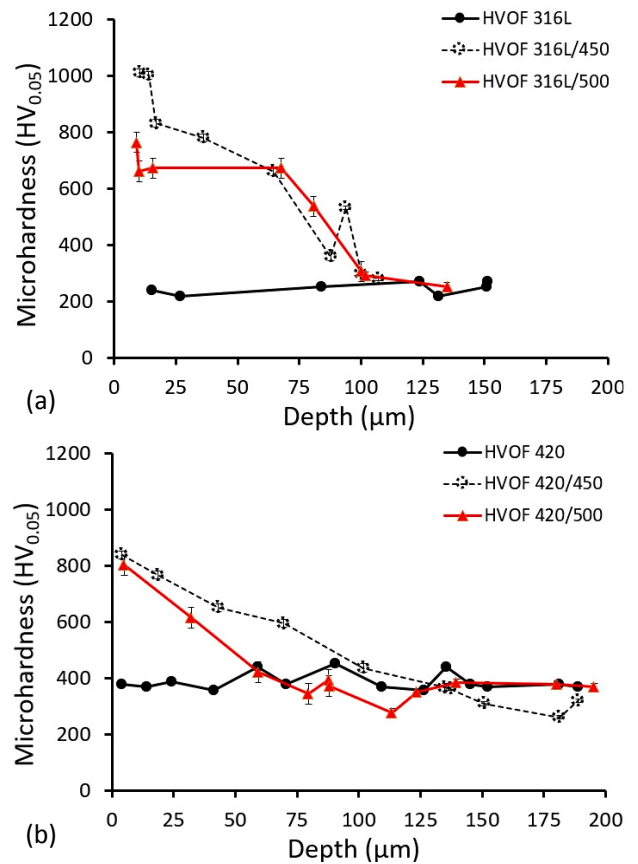 HVOF 316L
HVOF 316L/450
HVOF 316L/500
1200
1000
800
600
400
200
0
Microhardness (HV0.05)
0 25 50 75 100 125 150 175 200
Depth (µm)
(a)
HVOF 420
HVOF 420/450
HVOF 420/500
1200
1000
800
600
400
200
0
Microhardness (HV0.05)
0 25 50 75 100 125 150 175 200
Depth (µm)
(b)